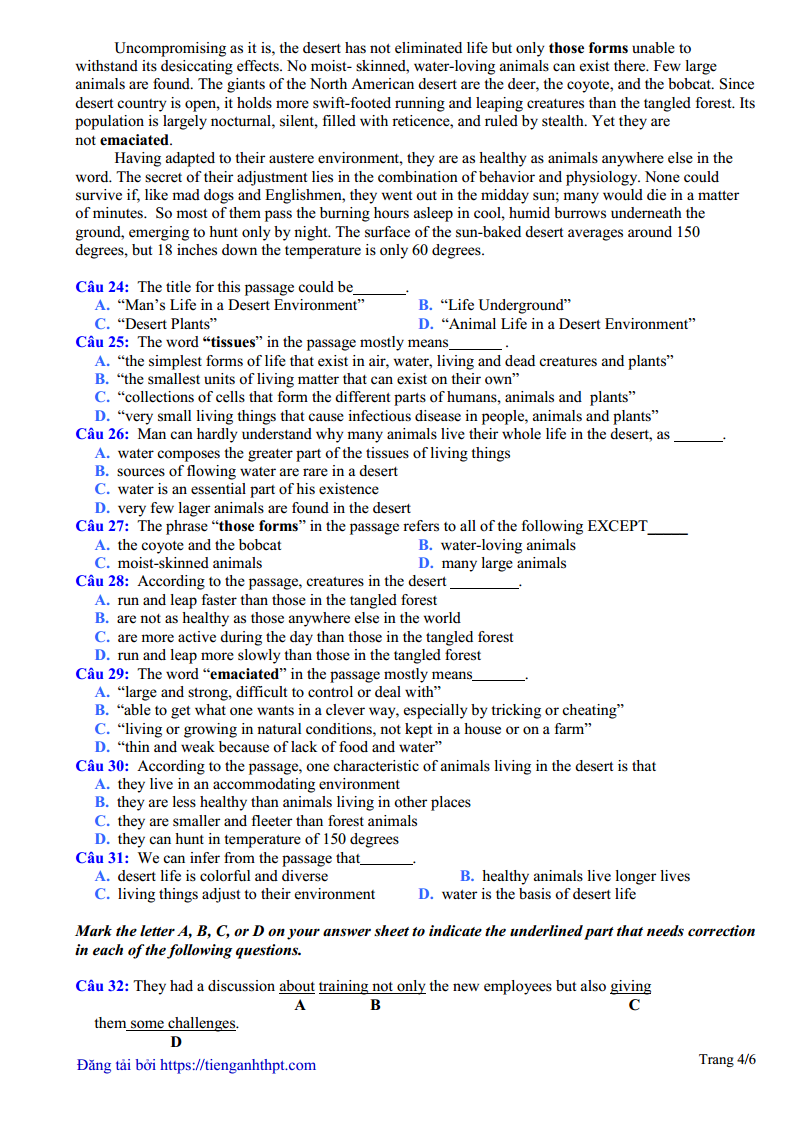 Uncompromising as it is, the desert has not eliminated life but only those forms unable to
withstand its desiccating effects. No moist- skinned, water-loving animals can exist there. Few large
animals are found. The giants of the North American desert are the deer, the coyote, and the bobcat. Since
desert country is open, it holds more swift-footed running and leaping creatures than the tangled forest. Its
population is largely nocturnal, silent, filled with reticence, and ruled by stealth. Yet they are
not emaciated.
Having adapted to their austere environment, they are as healthy as animals anywhere else in the
word. The secret of their adjustment lies in the combination of behavior and physiology. None could
survive if, like mad dogs and Englishmen, they went out in the midday sun; many would die in a matter
of minutes. So most of them pass the burning hours asleep in cool, humid burrows underneath the
ground, emerging to hunt only by night. The surface of the sun-baked desert averages around 150
degrees, but 18 inches down the temperature is only 60 degrees.
Câu 24: The title for this passage could be_______.
A. “Man’s Life in a Desert Environment” B. “Life Underground”
C. “Desert Plants” D. “Animal Life in a Desert Environment”
Câu 25: The word “tissues” in the passage mostly means_______ .
A. “the simplest forms of life that exist in air, water, living and dead creatures and plants”
B. “the smallest units of living matter that can exist on their own”
C. “collections of cells that form the different parts of humans, animals and plants”
D. “very small living things that cause infectious disease in people, animals and plants”
Câu 26: Man can hardly understand why many animals live their whole life in the desert, as ______.
A. water composes the greater part of the tissues of living things
B. sources of flowing water are rare in a desert
C. water is an essential part of his existence
D. very few lager animals are found in the desert
Câu 27: The phrase “those forms” in the passage refers to all of the following EXCEPT_____
A. the coyote and the bobcat B. water-loving animals
C. moist-skinned animals D. many large animals
Câu 28: According to the passage, creatures in the desert _________.
A. run and leap faster than those in the tangled forest
B. are not as healthy as those anywhere else in the world
C. are more active during the day than those in the tangled forest
D. run and leap more slowly than those in the tangled forest
Câu 29: The word “emaciated” in the passage mostly means_______.
A. “large and strong, difficult to control or deal with”
B. “able to get what one wants in a clever way, especially by tricking or cheating”
C. “living or growing in natural conditions, not kept in a house or on a farm”
D. “thin and weak because of lack of food and water”
Câu 30: According to the passage, one characteristic of animals living in the desert is that
A. they live in an accommodating environment
B. they are less healthy than animals living in other places
C. they are smaller and fleeter than forest animals
D. they can hunt in temperature of 150 degrees
Câu 31: We can infer from the passage that_______.
A. desert life is colorful and diverse B. healthy animals live longer lives
C. living things adjust to their environment D. water is the basis of desert life
Mark the letter A, B, C, or D on your answer sheet to indicate the underlined part that needs correction
in each of the following questions.
Câu 32: They had a discussion about training not only the new employees but also giving
A B C
them some challenges.
D
Đăng tải bởi https://tienganhthpt.com Trang 4/6